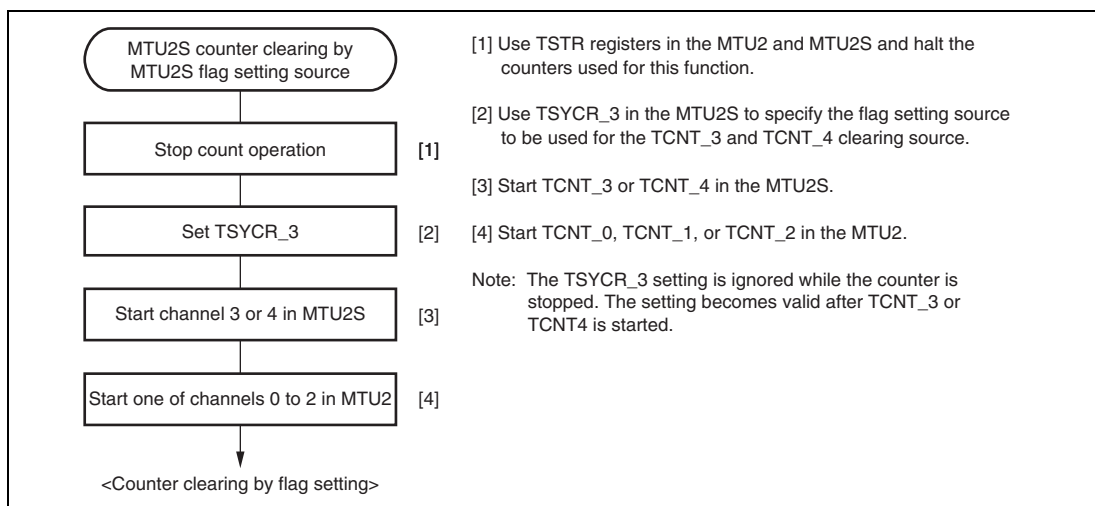 MTU2S counter clearing by
MTU2S flag setting source
Stop count operation
[1]
Set TSYCR_3
[2]
Start channel 3 or 4 in MTU2S
[3]
Start one of channels 0 to 2 in MTU2
[4]
<Counter clearing by flag setting>
[1] Use TSTR registers in the MTU2 and MTU2S and halt the
counters used for this function.
[2] Use TSYCR_3 in the MTU2S to specify the flag setting source
to be used for the TCNT_3 and TCNT_4 clearing source.
[3] Start TCNT_3 or TCNT_4 in the MTU2S.
[4] Start TCNT_0, TCNT_1, or TCNT_2 in the MTU2.
Note: The TSYCR_3 setting is ignored while the counter is
stopped. The setting becomes valid after TCNT_3 or
TCNT4 is started.